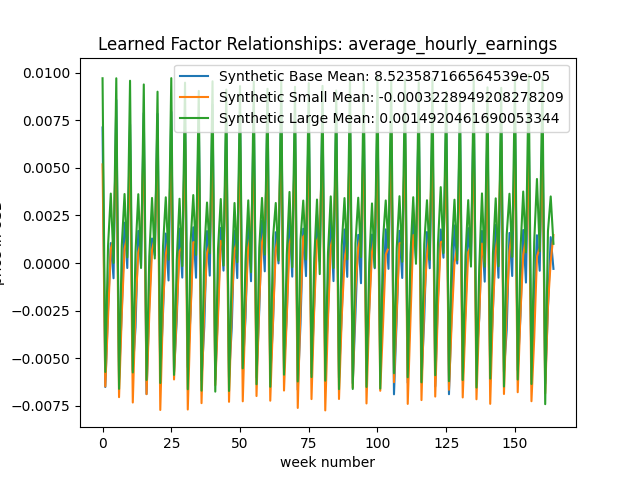 Learned Factor Relationships: average_hourly_earnings
Synthetic Base Mean: 8.523587166564539e-05
Synthetic Small Mean: -0.0003228949208278209
Synthetic Large Mean: 0.0014920461690053344
0.0100
0.0075
0.0050
0.0025
0.0000
−0.0025
−0.0050
−0.0075
0 25 50 75 100 125 150
week number